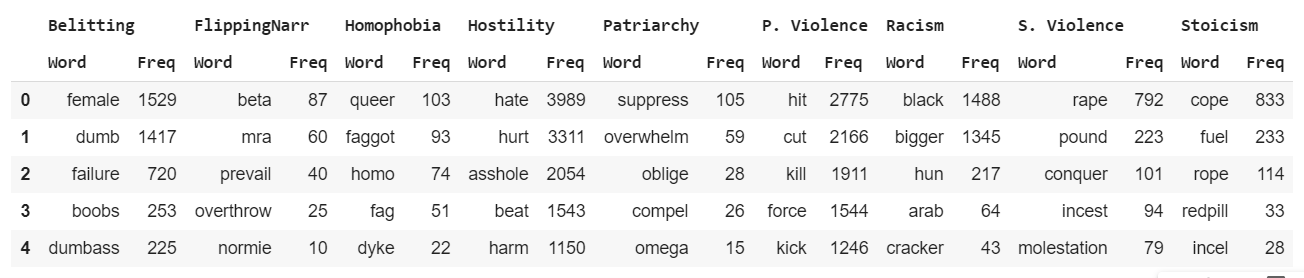 Belitting FlippingNarr Homophobia Hostility Patriarchy P. Violence Racism S. Violence Stoicism
Word Freq Word Freq Word Freq Word Freq Word Freq Word Freq Word Freq Word Freq Word Freq
0 female 1529 beta 87 queer 103 hate 3989 suppress 105 hit 2775 black 1488 rape 792 cope 833
1 dumb 1417 mra 60 faggot 93 hurt 3311 overwhelm 59 cut 2166 bigger 1345 pound 223 fuel 233
2 failure 720 prevail 40 homo 74 asshole 2054 oblige 28 kill 1911 hun 217 conquer 101 rope 114
3 boobs 253 overthrow 25 fag 51 beat 1543 compel 26 force 1544 arab 64 incest 94 redpill 33
4 dumbass 225 normie 10 dyke 22 harm 1150 omega 15 kick 1246 cracker 43 molestation 79 incel 28